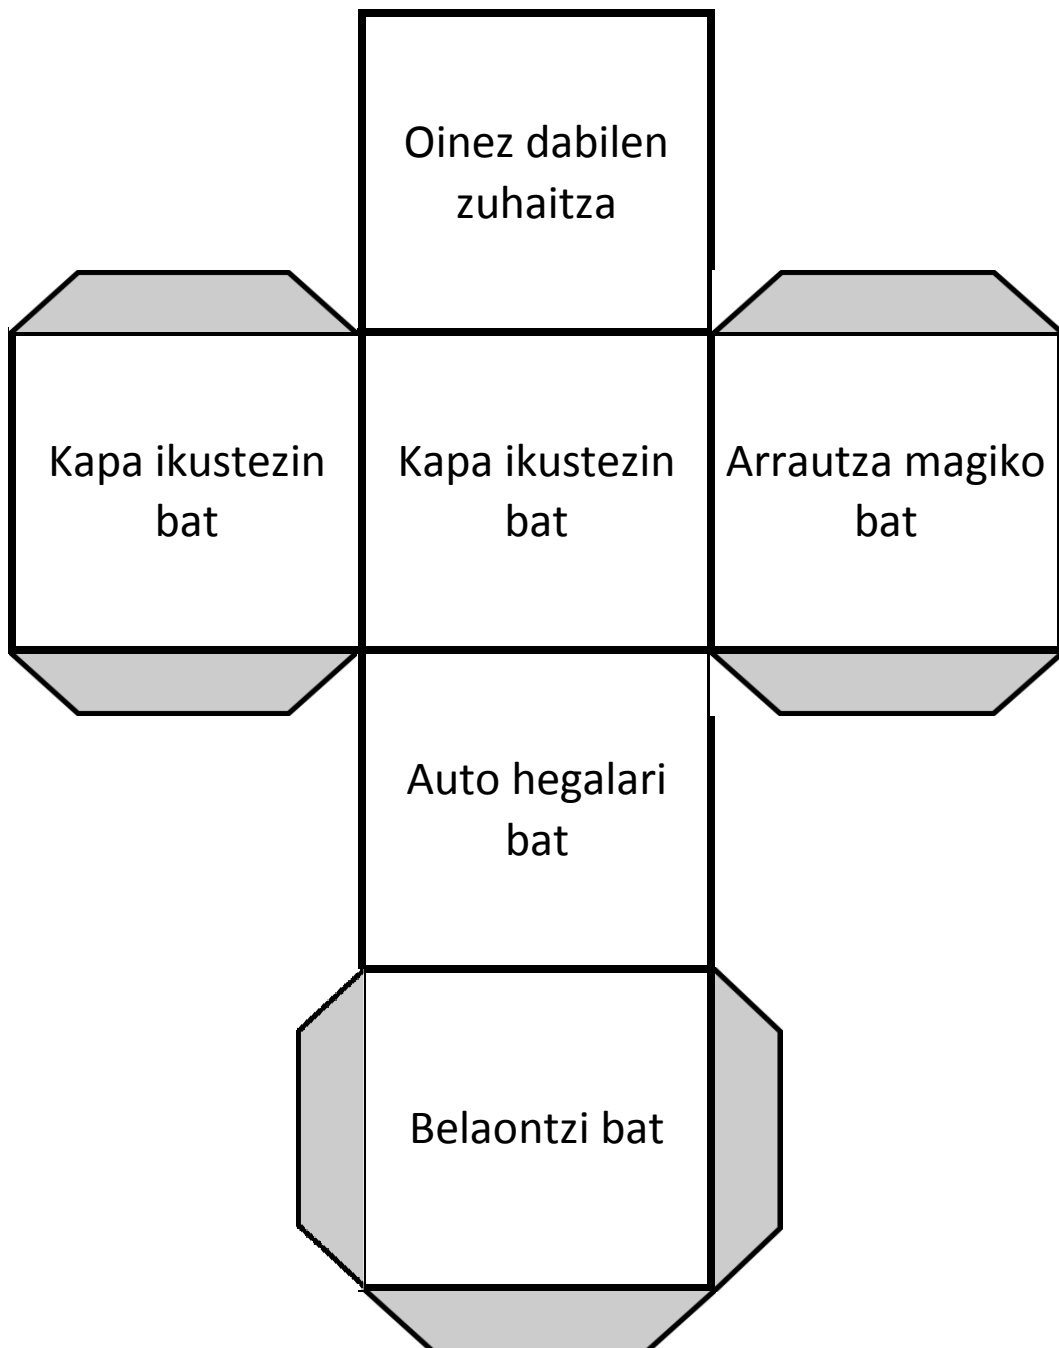 Oinez dabilen
zuhaitza
Kapa ikustezin
bat
Kapa ikustezin
bat
Arrautza magiko
bat
Auto hegalari
bat
Belaontzi bat